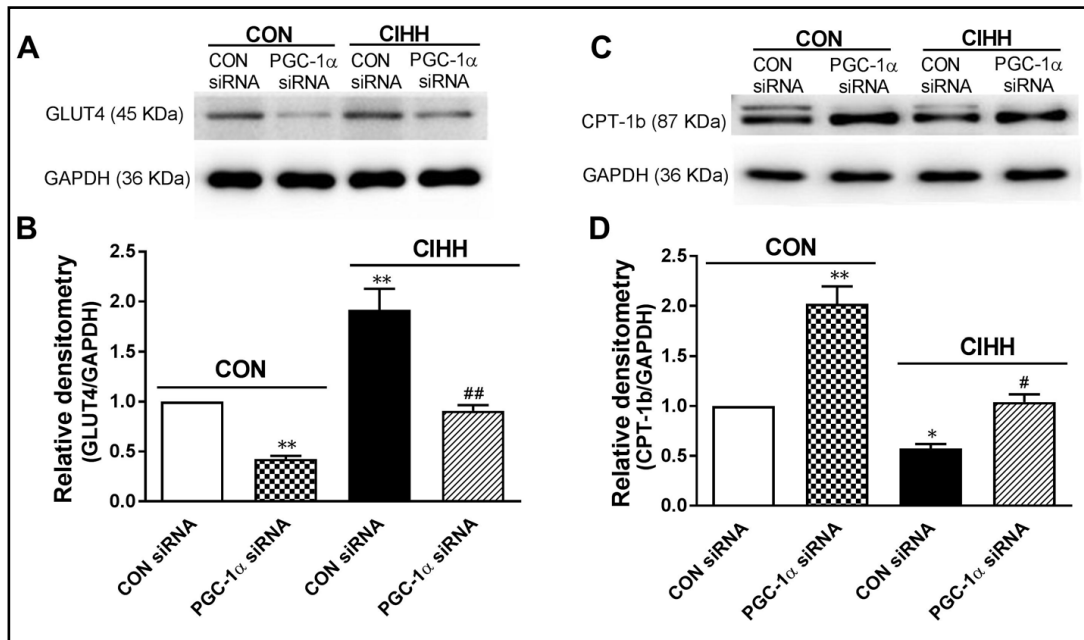 A
CON
CIHH
CON
siRNA
PGC-1α
siRNA
CON
siRNA
PGC-1α
siRNA
GLUT4 (45 KDa)
GAPDH (36 KDa)
B
Relative densitometry
(GLUT4/GAPDH)
2.5
2.0
1.5
1.0
0.5
0.0
CON
CIHH
**
**
##
CON siRNA
PGC-1α siRNA
CON siRNA
PGC-1α siRNA
C
CON
CIHH
CON
siRNA
PGC-1α
siRNA
CON
siRNA
PGC-1α
siRNA
CPT-1b (87 KDa)
GAPDH (36 KDa)
D
Relative densitometry
(CPT-1b/GAPDH)
2.5
2.0
1.5
1.0
0.5
0.0
CON
CIHH
**
*
#
CON siRNA
PGC-1α siRNA
CON siRNA
PGC-1α siRNA